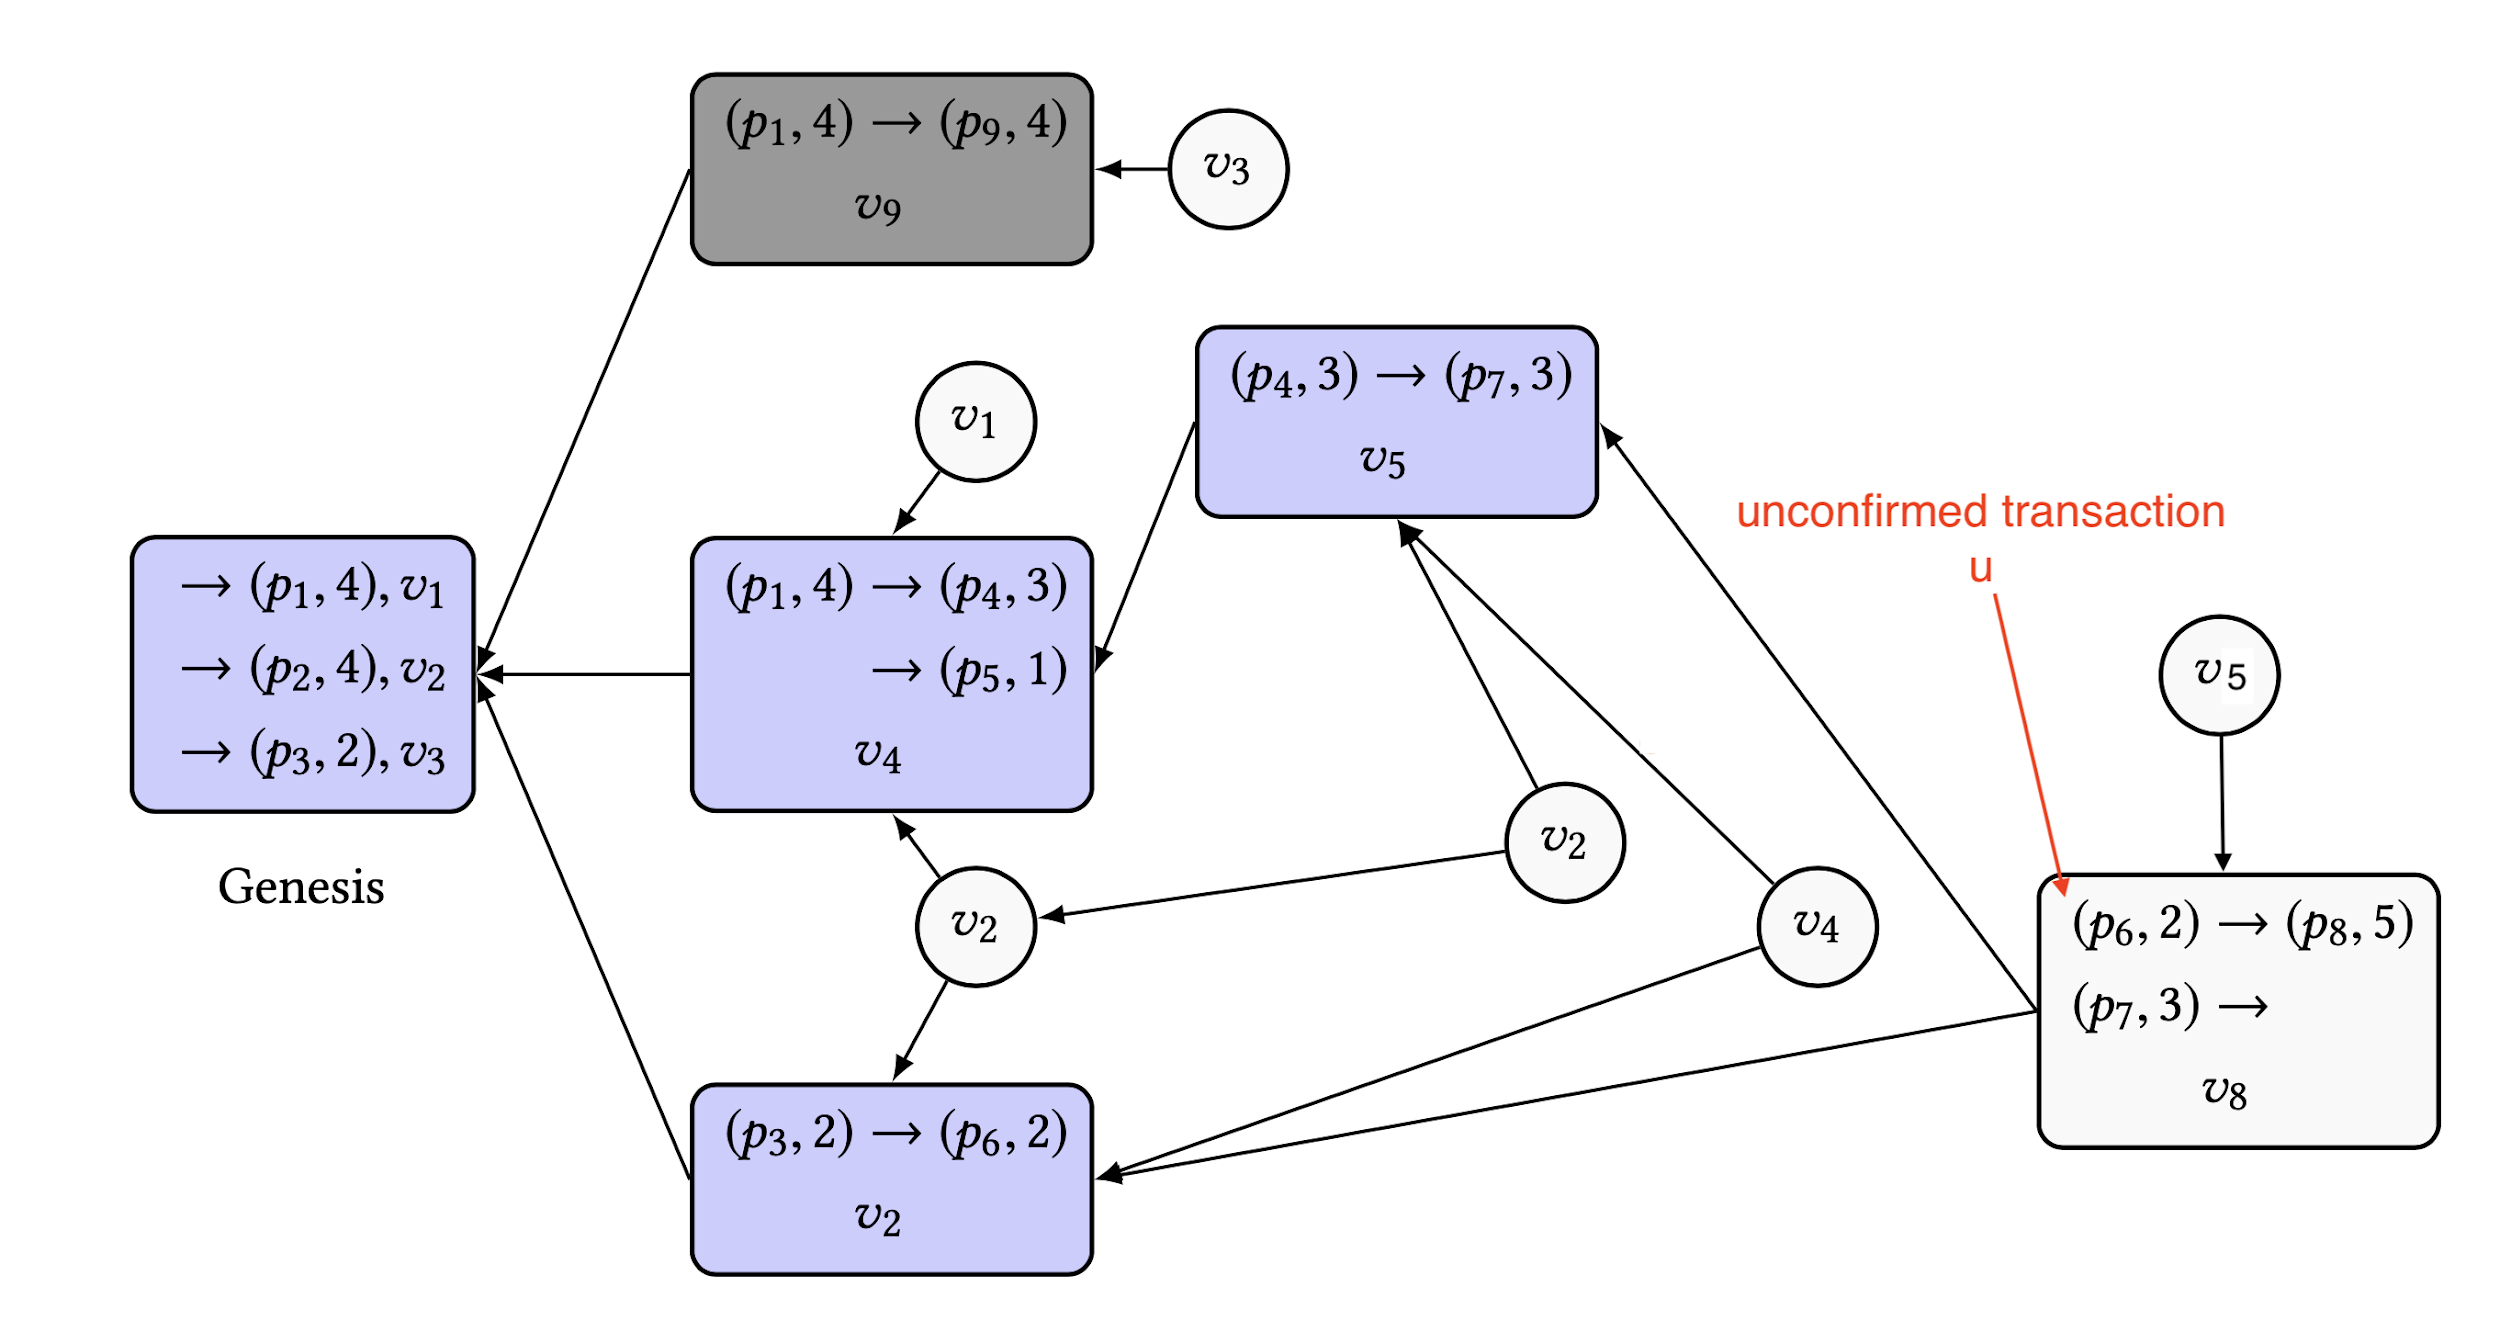 (p₁, 4) → (p₉, 4)
v₉
v₃
(p₄, 3) → (p₇, 3)
v₅
v₁
unconfirmed transaction
u
→ (p₁, 4), v₁
→ (p₂, 4), v₂
→ (p₃, 2), v₃
Genesis
(p₁, 4) → (p₄, 3)
→ (p₅, 1)
v₄
v₅
v₂
v₂
v₄
(p₆, 2) → (p₈, 5)
(p₇, 3) →
v₈
(p₃, 2) → (p₆, 2)
v₂